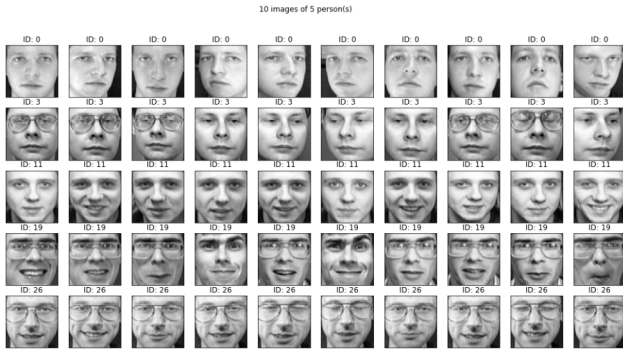 10 images of 5 person(s)
ID: 0 ID: 0 ID: 0 ID: 0 ID: 0 ID: 0 ID: 0 ID: 0 ID: 0 ID: 0
ID: 3 ID: 3 ID: 3 ID: 3 ID: 3 ID: 3 ID: 3 ID: 3 ID: 3 ID: 3
ID: 11 ID: 11 ID: 11 ID: 11 ID: 11 ID: 11 ID: 11 ID: 11 ID: 11 ID: 11
ID: 19 ID: 19 ID: 19 ID: 19 ID: 19 ID: 19 ID: 19 ID: 19 ID: 19 ID: 19
ID: 26 ID: 26 ID: 26 ID: 26 ID: 26 ID: 26 ID: 26 ID: 26 ID: 26 ID: 26